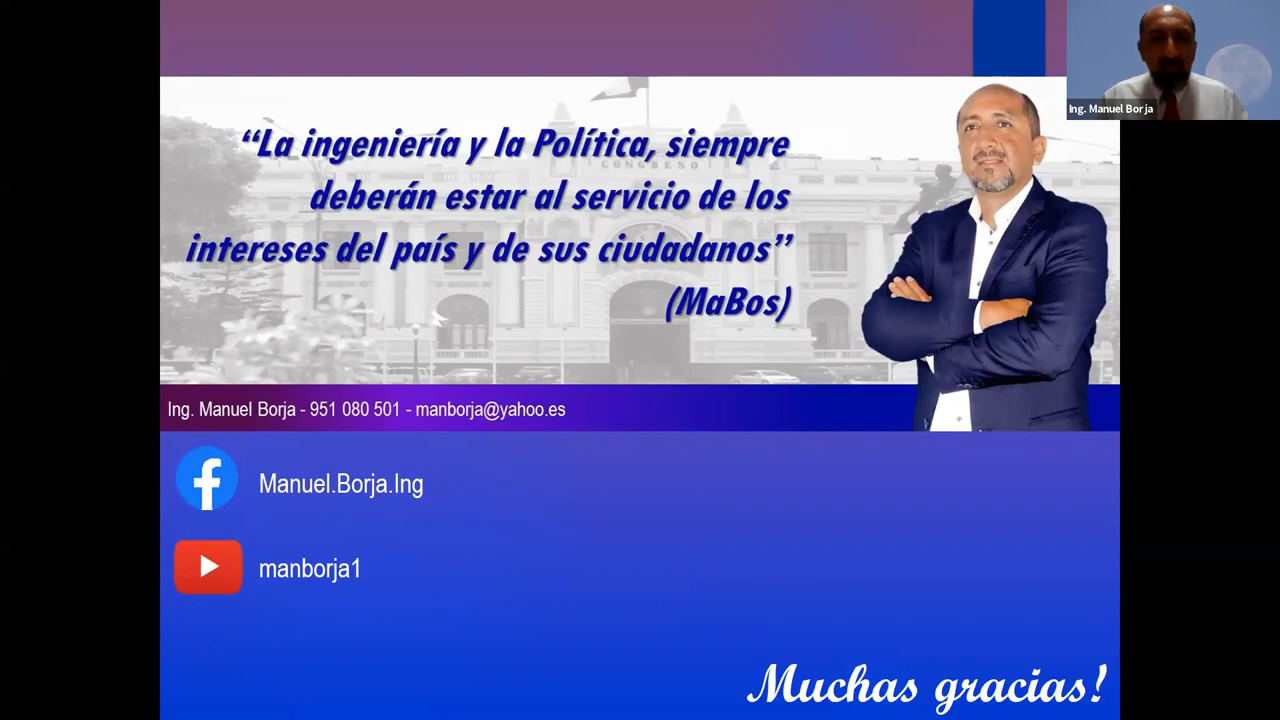 Ing. Manuel Borja
“La ingeniería y la Política, siempre
deberán estar al servicio de los
intereses del país y de sus ciudadanos”
(MaBos)
CONGRESO
Ing. Manuel Borja - 951 080 501 - manborja@yahoo.es
Manuel.Borja.Ing
manborja1
Muchas gracias!